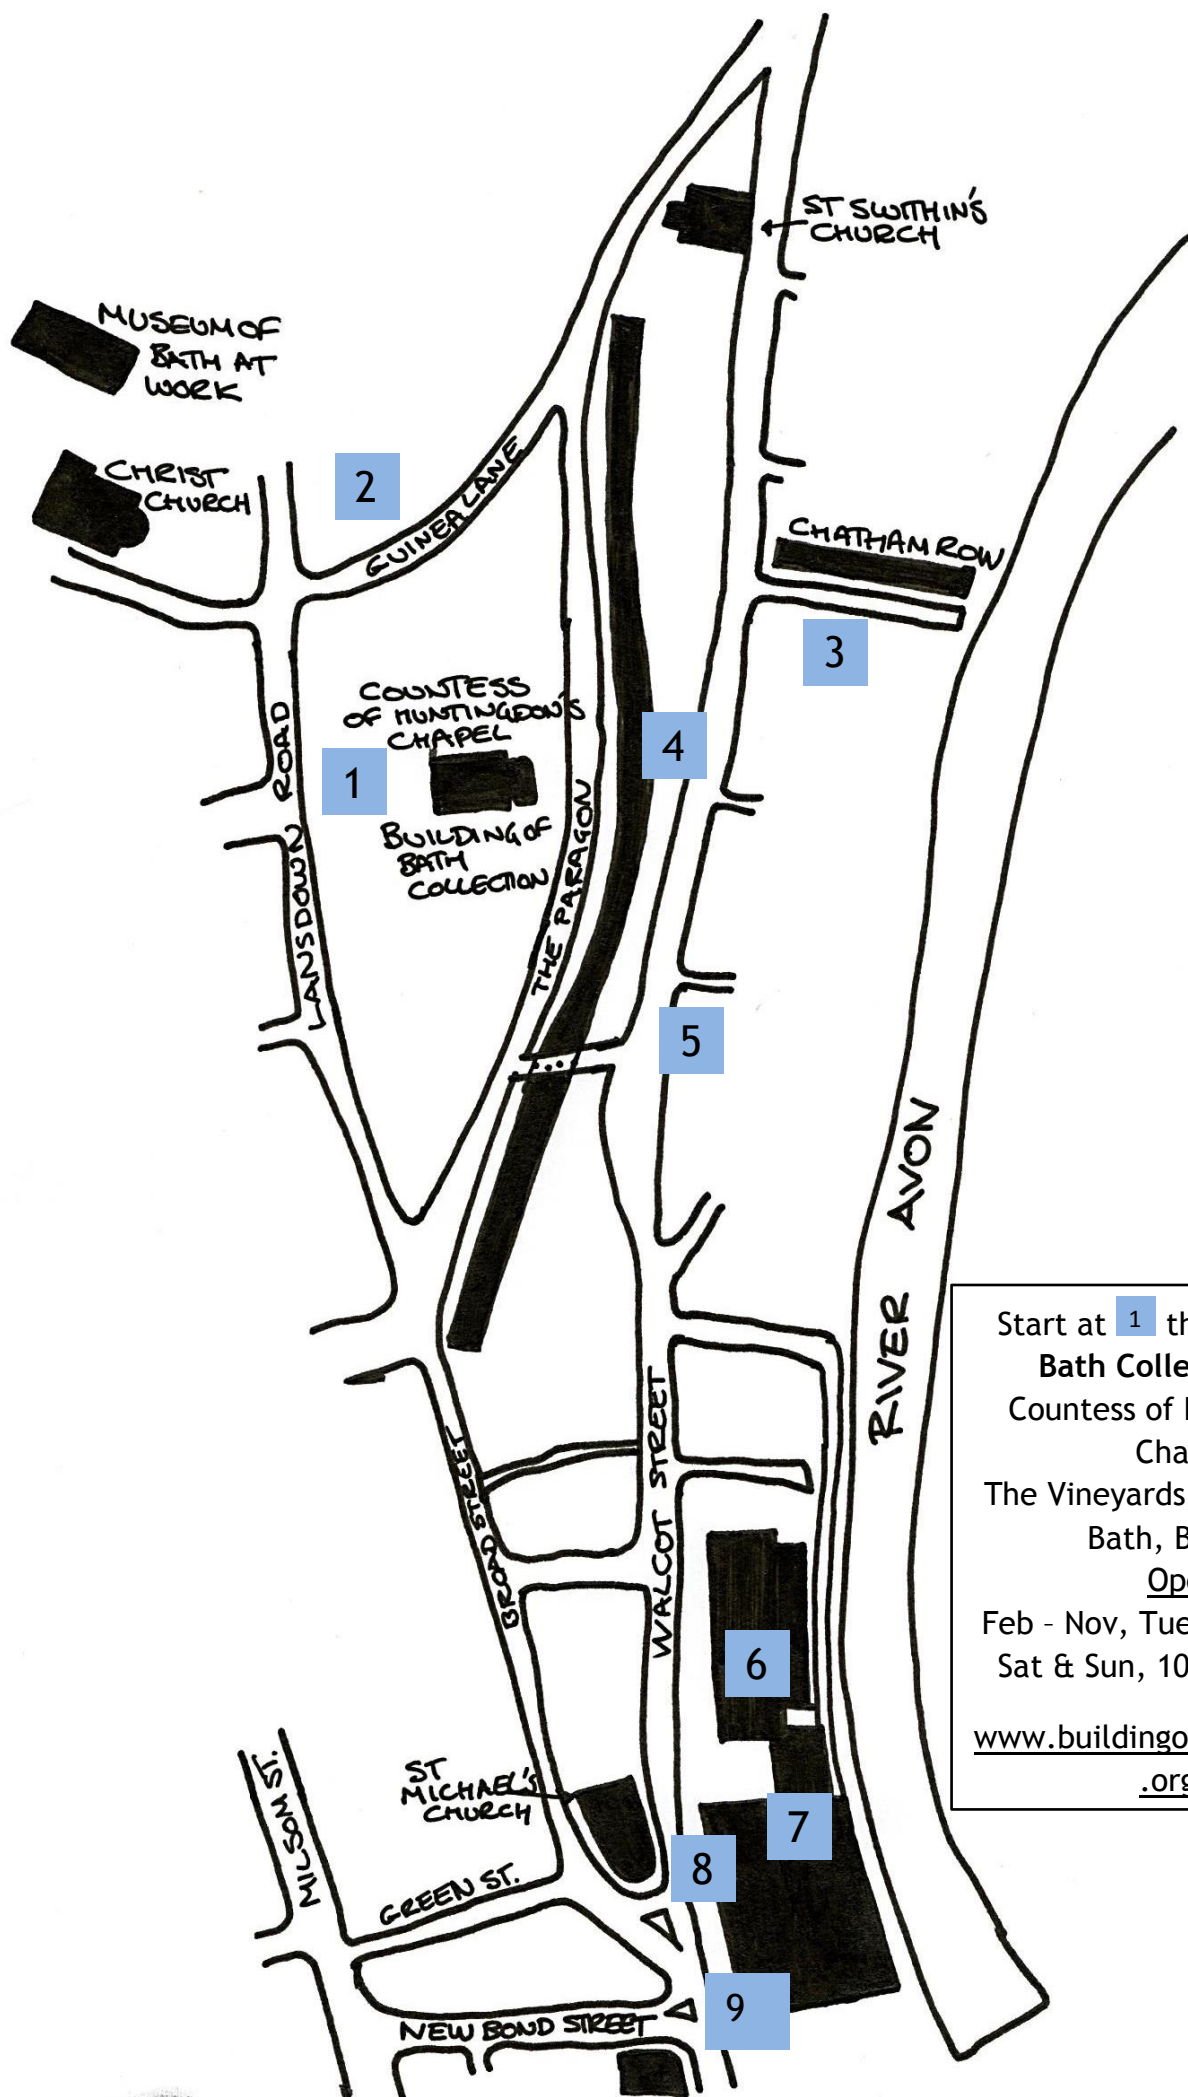 ST SWITHIN'S
CHURCH
MUSEUM OF
BATH AT
WORK
CHRIST
CHURCH
2
GUINEA LANE
CHATHAM ROW
3
COUNTESS
OF HUNTINGDON'S
CHAPEL
1
4
BUILDING OF
BATH
COLLECTION
LANSDOWN ROAD
THE PARAGON
5
RIVER AVON
Start at 1 th
Bath Colle
Countess of
Cha
The Vineyards
Bath, B
Ope
Feb - Nov, Tue
Sat & Sun, 10
www.buildingo
.org
BROAD STREET
WALCOT STREET
6
ST
MICHAEL'S
CHURCH
7
8
MILSOM ST.
GREEN ST.
9
NEW BOND STREET